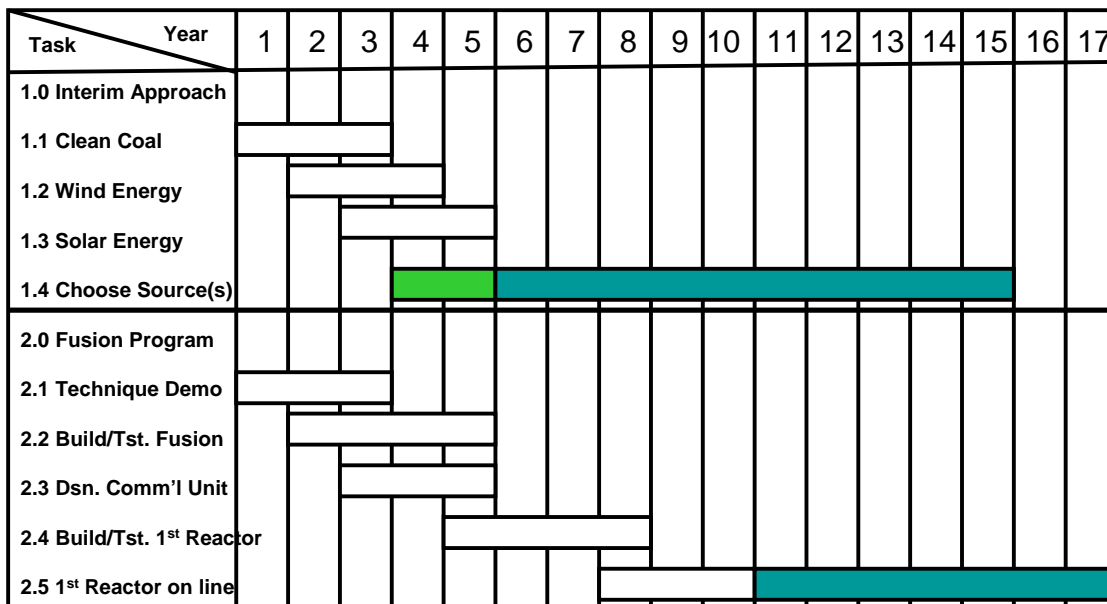 Year
Task
1 2 3 4 5 6 7 8 9 10 11 12 13 14 15 16 17
1.0 Interim Approach
1.1 Clean Coal
1.2 Wind Energy
1.3 Solar Energy
1.4 Choose Source(s)
2.0 Fusion Program
2.1 Technique Demo
2.2 Build/Tst. Fusion
2.3 Dsn. Comm’l Unit
2.4 Build/Tst. 1st Reactor
2.5 1st Reactor on line